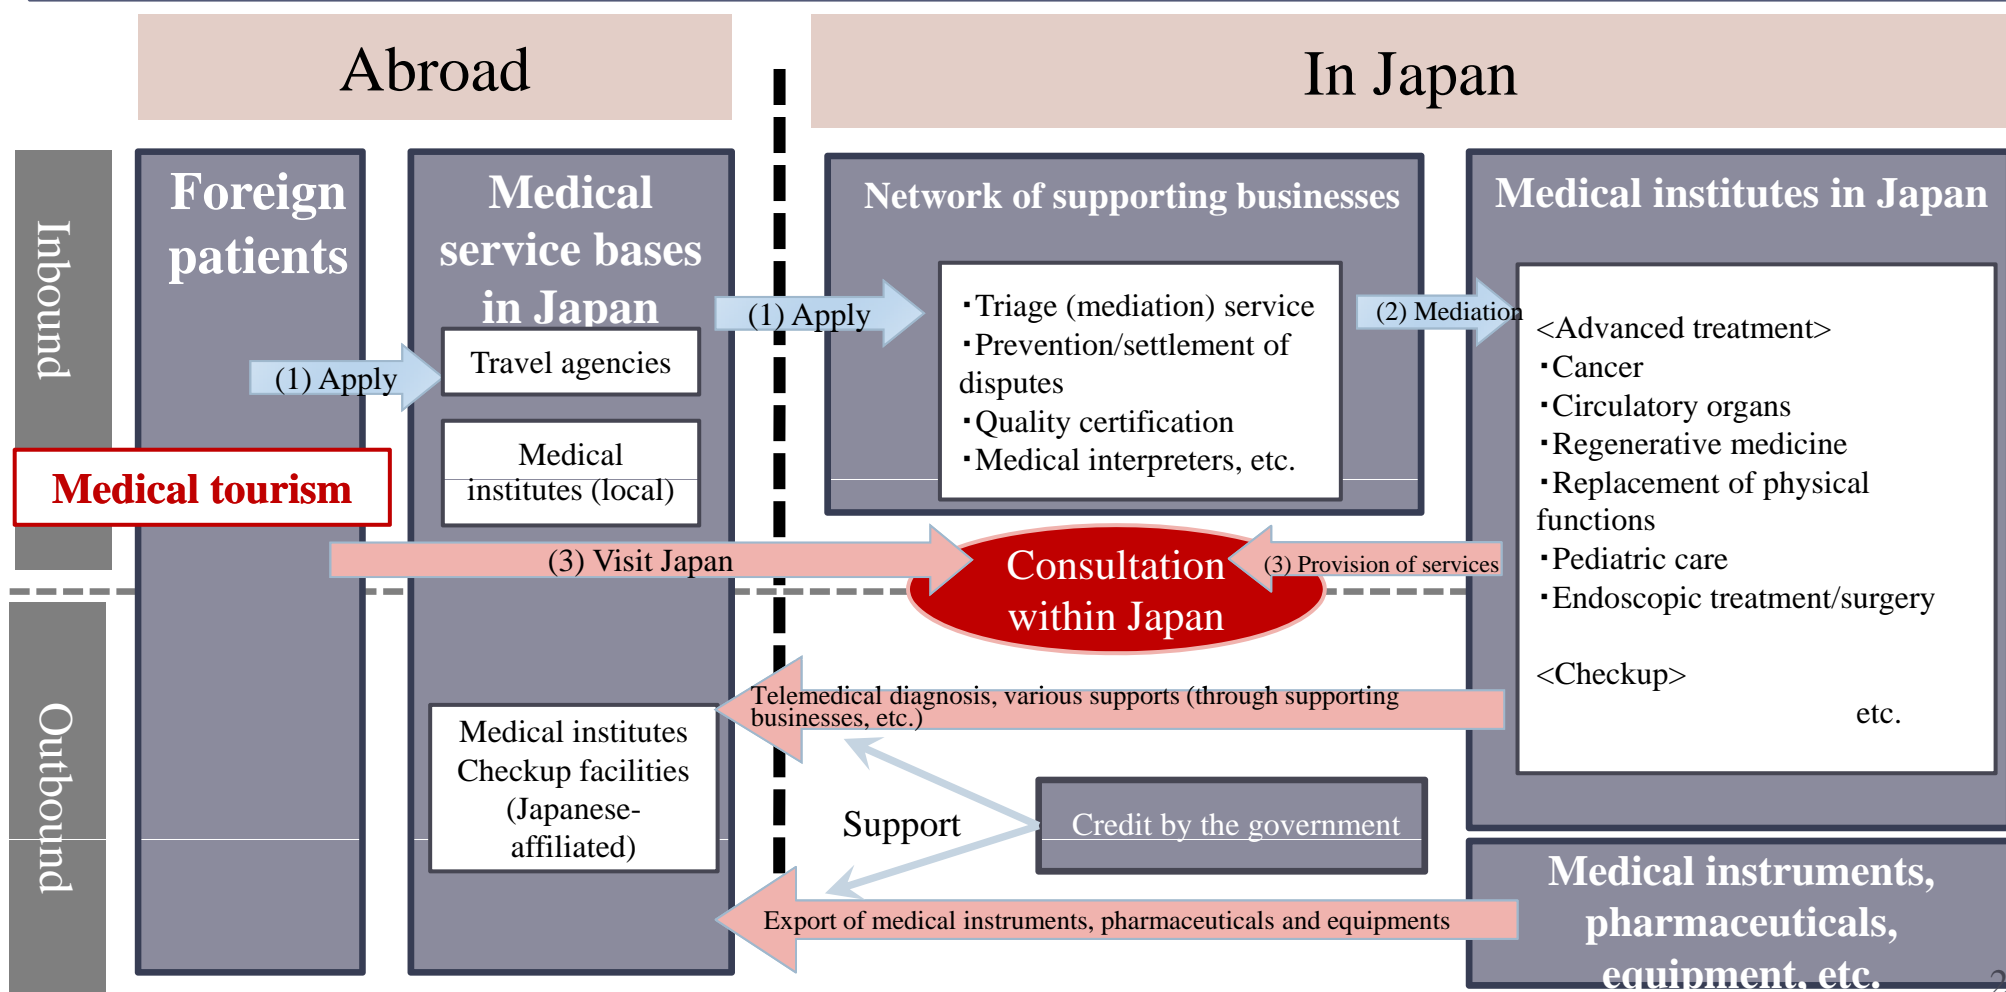 Abroad
In Japan
Inbound
Foreign
patients
Medical
service bases
in Japan
Network of supporting businesses
Medical institutes in Japan
(1) Apply
Travel agencies
Medical
institutes (local)
(1) Apply
・Triage (mediation) service
・Prevention/settlement of
disputes
・Quality certification
・Medical interpreters, etc.
(2) Mediation
<Advanced treatment>
・Cancer
・Circulatory organs
・Regenerative medicine
・Replacement of physical
functions
・Pediatric care
・Endoscopic treatment/surgery
<Checkup>
etc.
Medical tourism
(3) Visit Japan
Consultation
within Japan
(3) Provision of services
Outbound
Medical institutes
Checkup facilities
(Japanese-
affiliated)
Telemedical diagnosis, various supports (through supporting
businesses, etc.)
Support
Credit by the government
Export of medical instruments, pharmaceuticals and equipments
Medical instruments,
pharmaceuticals,
equipment, etc.
2